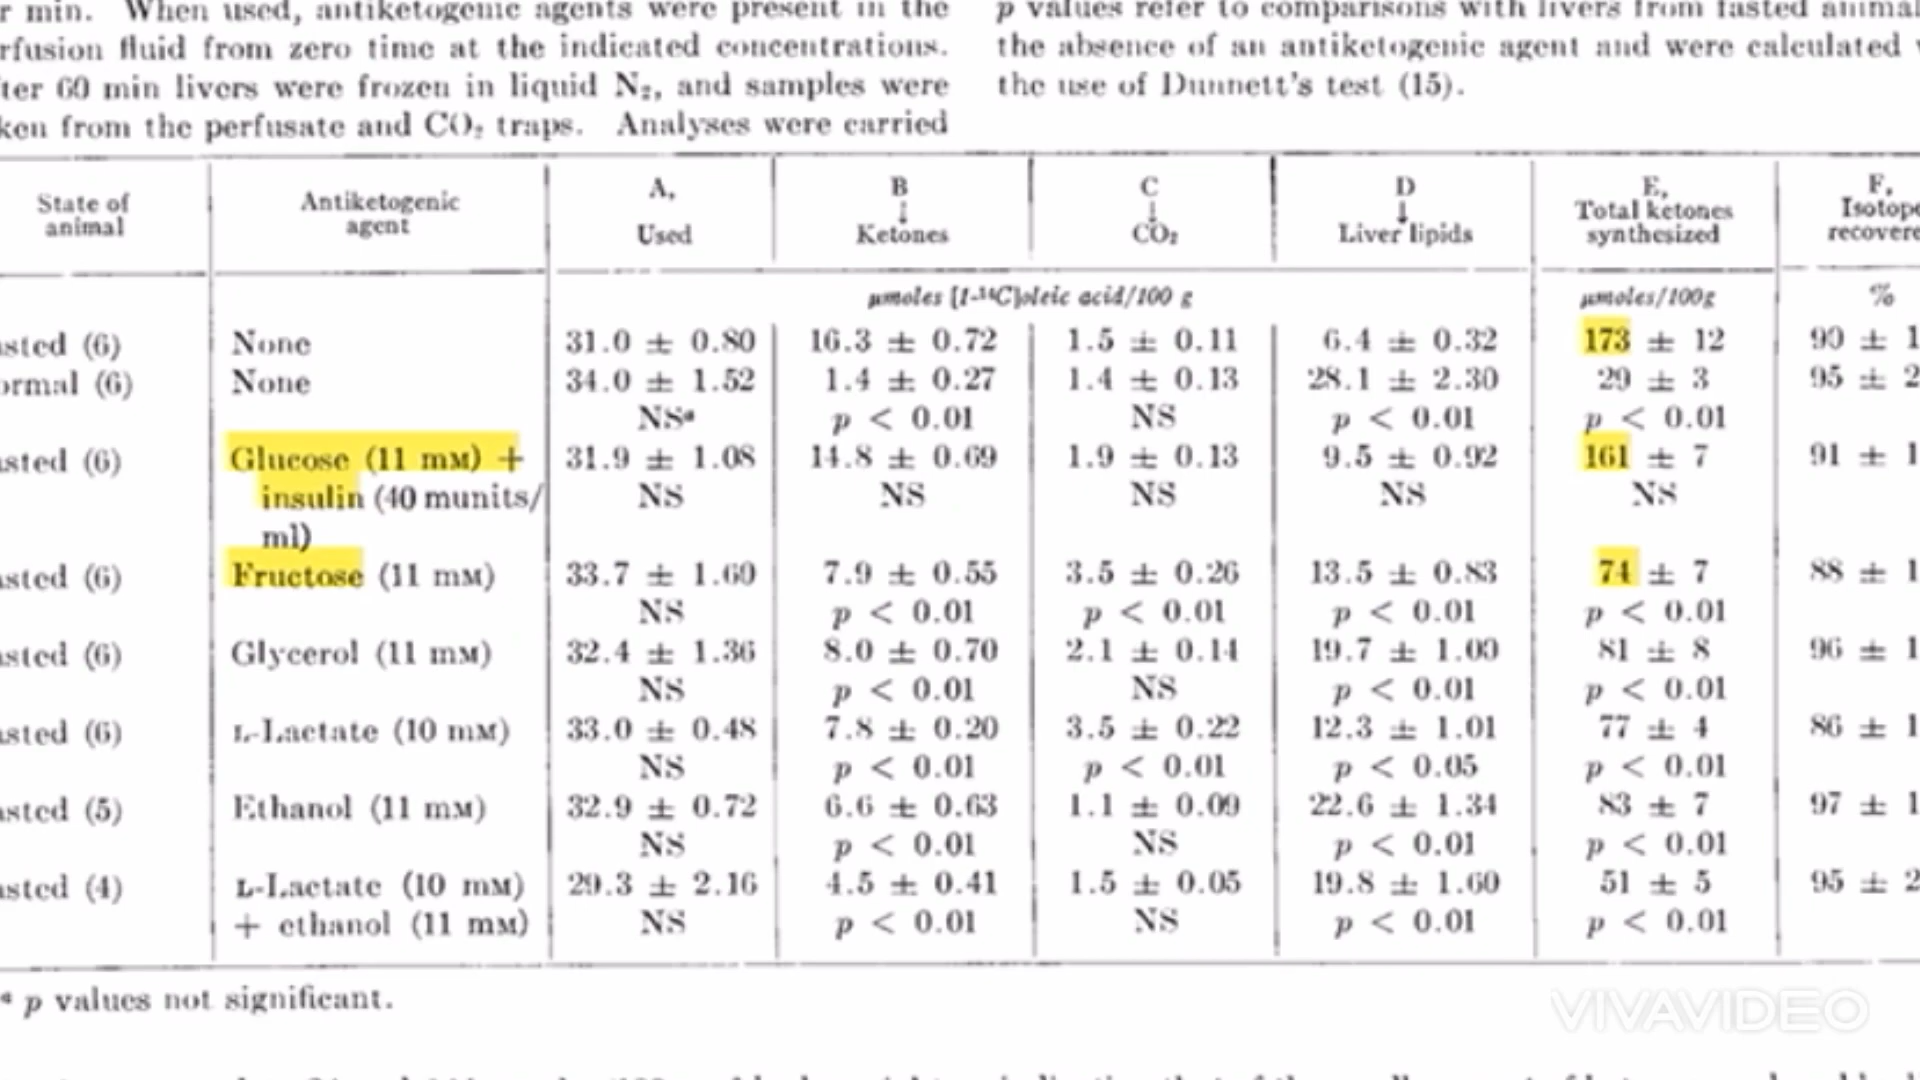 r min. When used, antiketogenic agents were present in the
rfusion fluid from zero time at the indicated concentrations.
ter 60 min livers were frozen in liquid N₂, and samples were
ken from the perfusate and CO₂ traps. Analyses were carried
p values refer to comparisons with livers from fasted animal
the absence of an antiketogenic agent and were calculated
the use of Dunnett's test (15).
State of animal | Antiketogenic agent | A, Used | B ↓ Ketones | C ↓ CO₂ | D ↓ Liver lipids | E, Total ketones synthesized | F, Isotope recovere
μmoles [1-¹⁴C]oleic acid/100 g | μmoles/100g | %
sted (6) None 31.0 ± 0.80 16.3 ± 0.72 1.5 ± 0.11 6.4 ± 0.32 173 ± 12 90 ± 1
ormal (6) None 34.0 ± 1.52 1.4 ± 0.27 1.4 ± 0.13 28.1 ± 2.30 29 ± 3 95 ± 2
NSᵃ p < 0.01 NS p < 0.01 p < 0.01
sted (6) Glucose (11 mM) + 31.9 ± 1.08 14.8 ± 0.69 1.9 ± 0.13 9.5 ± 0.92 161 ± 7 91 ± 1
insulin (40 munits/ NS NS NS NS NS
ml)
sted (6) Fructose (11 mM) 33.7 ± 1.60 7.9 ± 0.55 3.5 ± 0.26 13.5 ± 0.83 74 ± 7 88 ± 1
NS p < 0.01 p < 0.01 p < 0.01 p < 0.01
sted (6) Glycerol (11 mM) 32.4 ± 1.36 8.0 ± 0.70 2.1 ± 0.14 19.7 ± 1.00 81 ± 8 96 ± 1
NS p < 0.01 NS p < 0.01 p < 0.01
sted (6) L-Lactate (10 mM) 33.0 ± 0.48 7.8 ± 0.20 3.5 ± 0.22 12.3 ± 1.01 77 ± 4 86 ± 1
NS p < 0.01 p < 0.01 p < 0.05 p < 0.01
sted (5) Ethanol (11 mM) 32.9 ± 0.72 6.6 ± 0.63 1.1 ± 0.09 22.6 ± 1.34 83 ± 7 97 ± 1
NS p < 0.01 NS p < 0.01 p < 0.01
sted (4) L-Lactate (10 mM) 29.3 ± 2.16 4.5 ± 0.41 1.5 ± 0.05 19.8 ± 1.60 51 ± 5 95 ± 2
+ ethanol (11 mM) NS p < 0.01 NS p < 0.01 p < 0.01
ᵃ p values not significant.
VIVAVIDEO